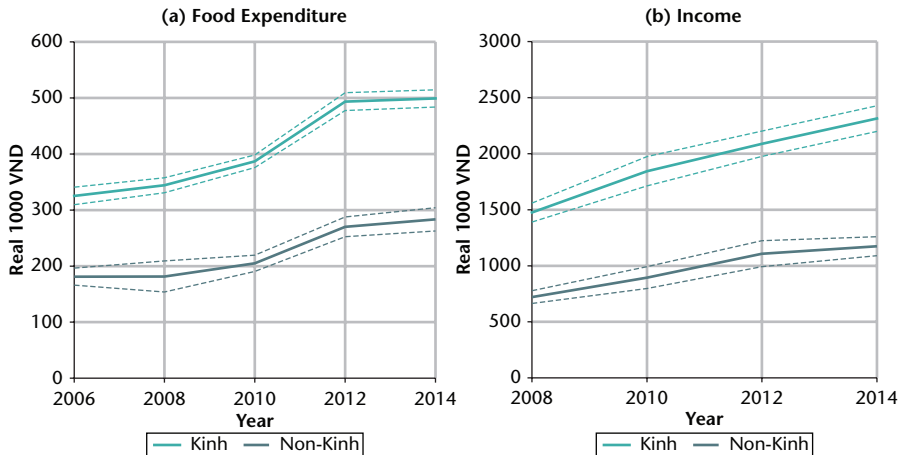 (a) Food Expenditure
600
500
400
300
200
100
0
Real 1000 VND
2006 2008 2010 2012 2014
Year
Kinh Non-Kinh
(b) Income
3000
2500
2000
1500
1000
500
0
Real 1000 VND
2008 2010 2012 2014
Year
Kinh Non-Kinh